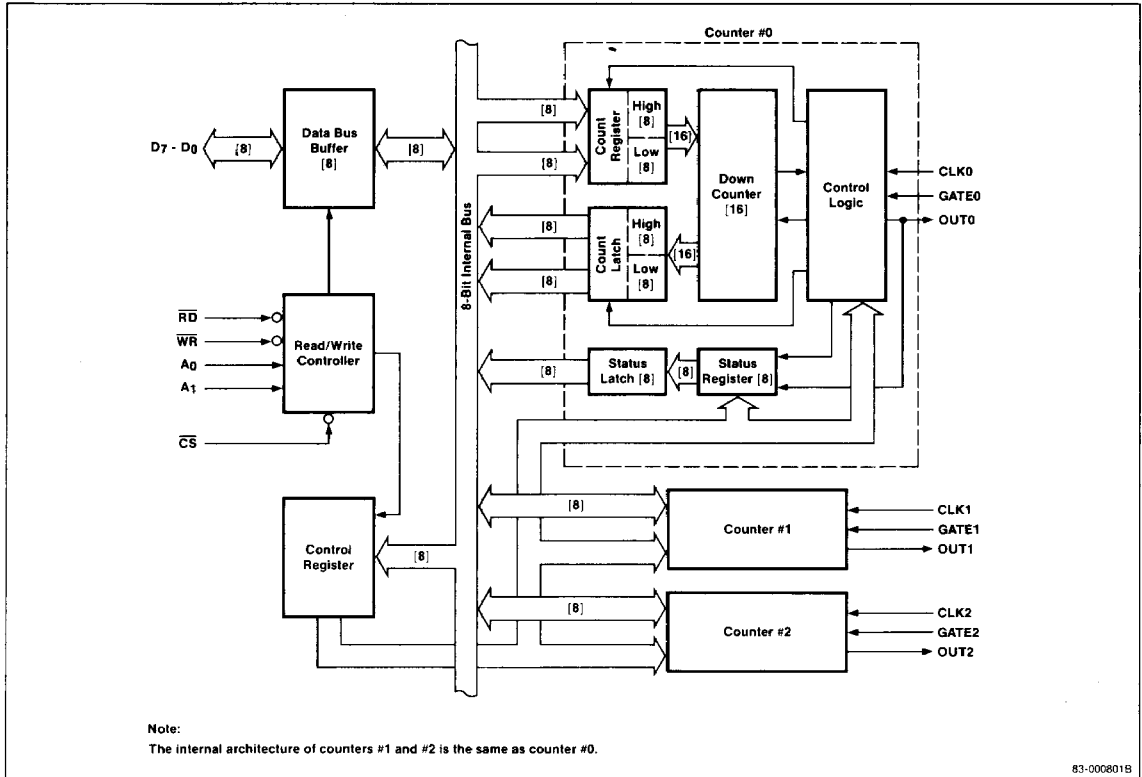 Counter #0
D7 - D0
[8]
Data Bus
Buffer
[8]
[8]
8-Bit Internal Bus
[8]
[8]
Count
Register
High
[8]
Low
[8]
[16]
Down
Counter
[16]
Control
Logic
CLK0
GATE0
OUT0
[8]
[8]
Count
Latch
High
[8]
Low
[8]
[16]
RD
WR
A0
A1
CS
Read/Write
Controller
[8]
Status
Latch [8]
[8]
Status
Register [8]
Control
Register
[8]
[8]
Counter #1
CLK1
GATE1
OUT1
[8]
Counter #2
CLK2
GATE2
OUT2
Note:
The internal architecture of counters #1 and #2 is the same as counter #0.
83-000801B